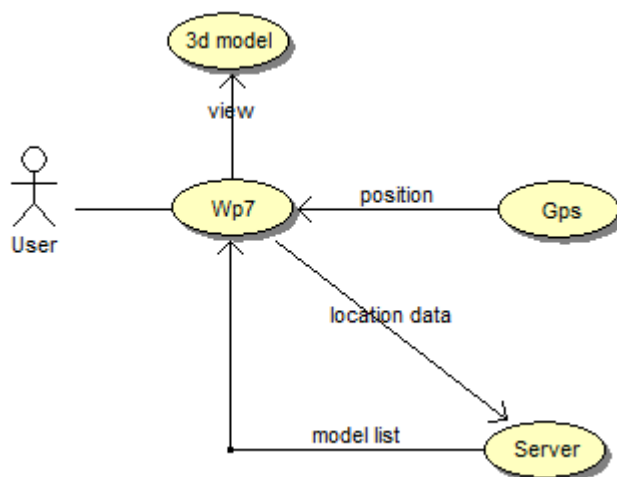 3d model
view
Wp7
position
Gps
User
location data
model list
Server